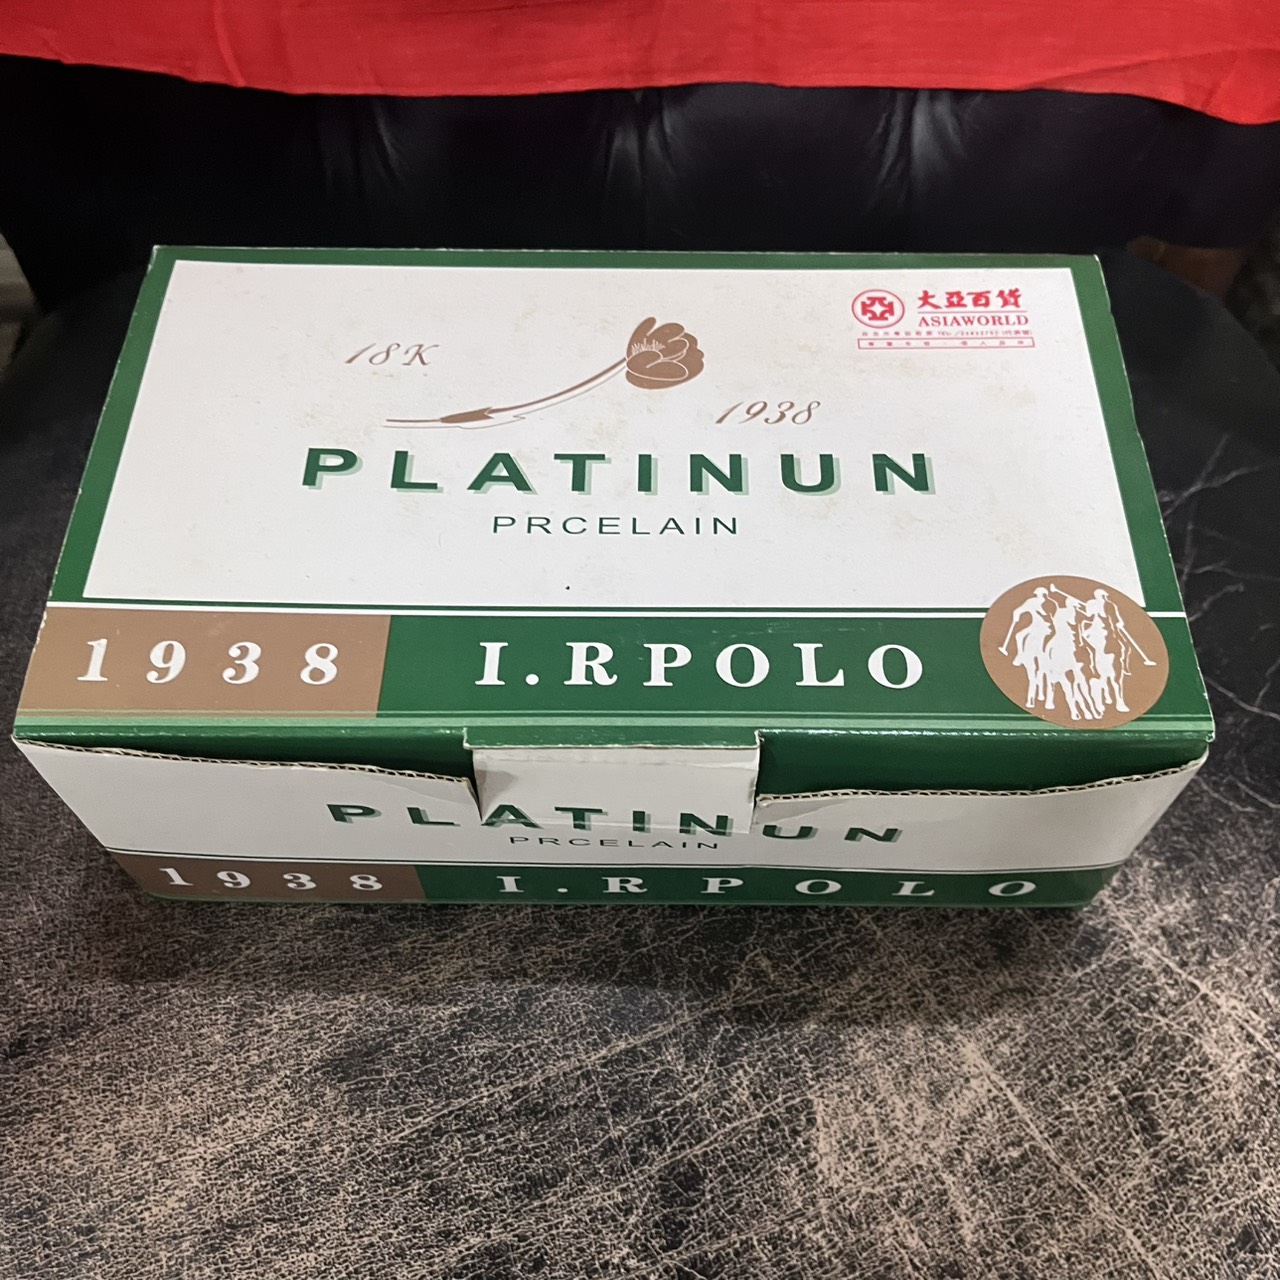 大亞百貨
ASIAWORLD
18K
1938
PLATINUN
PRCELAIN
1938 I.RPOLO
PLATINUN
PRCELAIN
1938 I.RPOLO